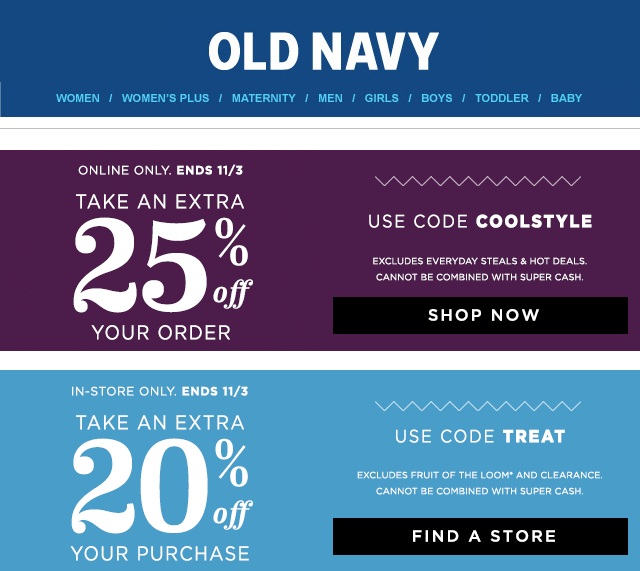 OLD NAVY
WOMEN / WOMEN'S PLUS / MATERNITY / MEN / GIRLS / BOYS / TODDLER / BABY
ONLINE ONLY. ENDS 11/3
TAKE AN EXTRA
25% off
YOUR ORDER
USE CODE COOLSTYLE
EXCLUDES EVERYDAY STEALS & HOT DEALS.
CANNOT BE COMBINED WITH SUPER CASH.
SHOP NOW
IN-STORE ONLY. ENDS 11/3
TAKE AN EXTRA
20% off
YOUR PURCHASE
USE CODE TREAT
EXCLUDES FRUIT OF THE LOOM* AND CLEARANCE.
CANNOT BE COMBINED WITH SUPER CASH.
FIND A STORE